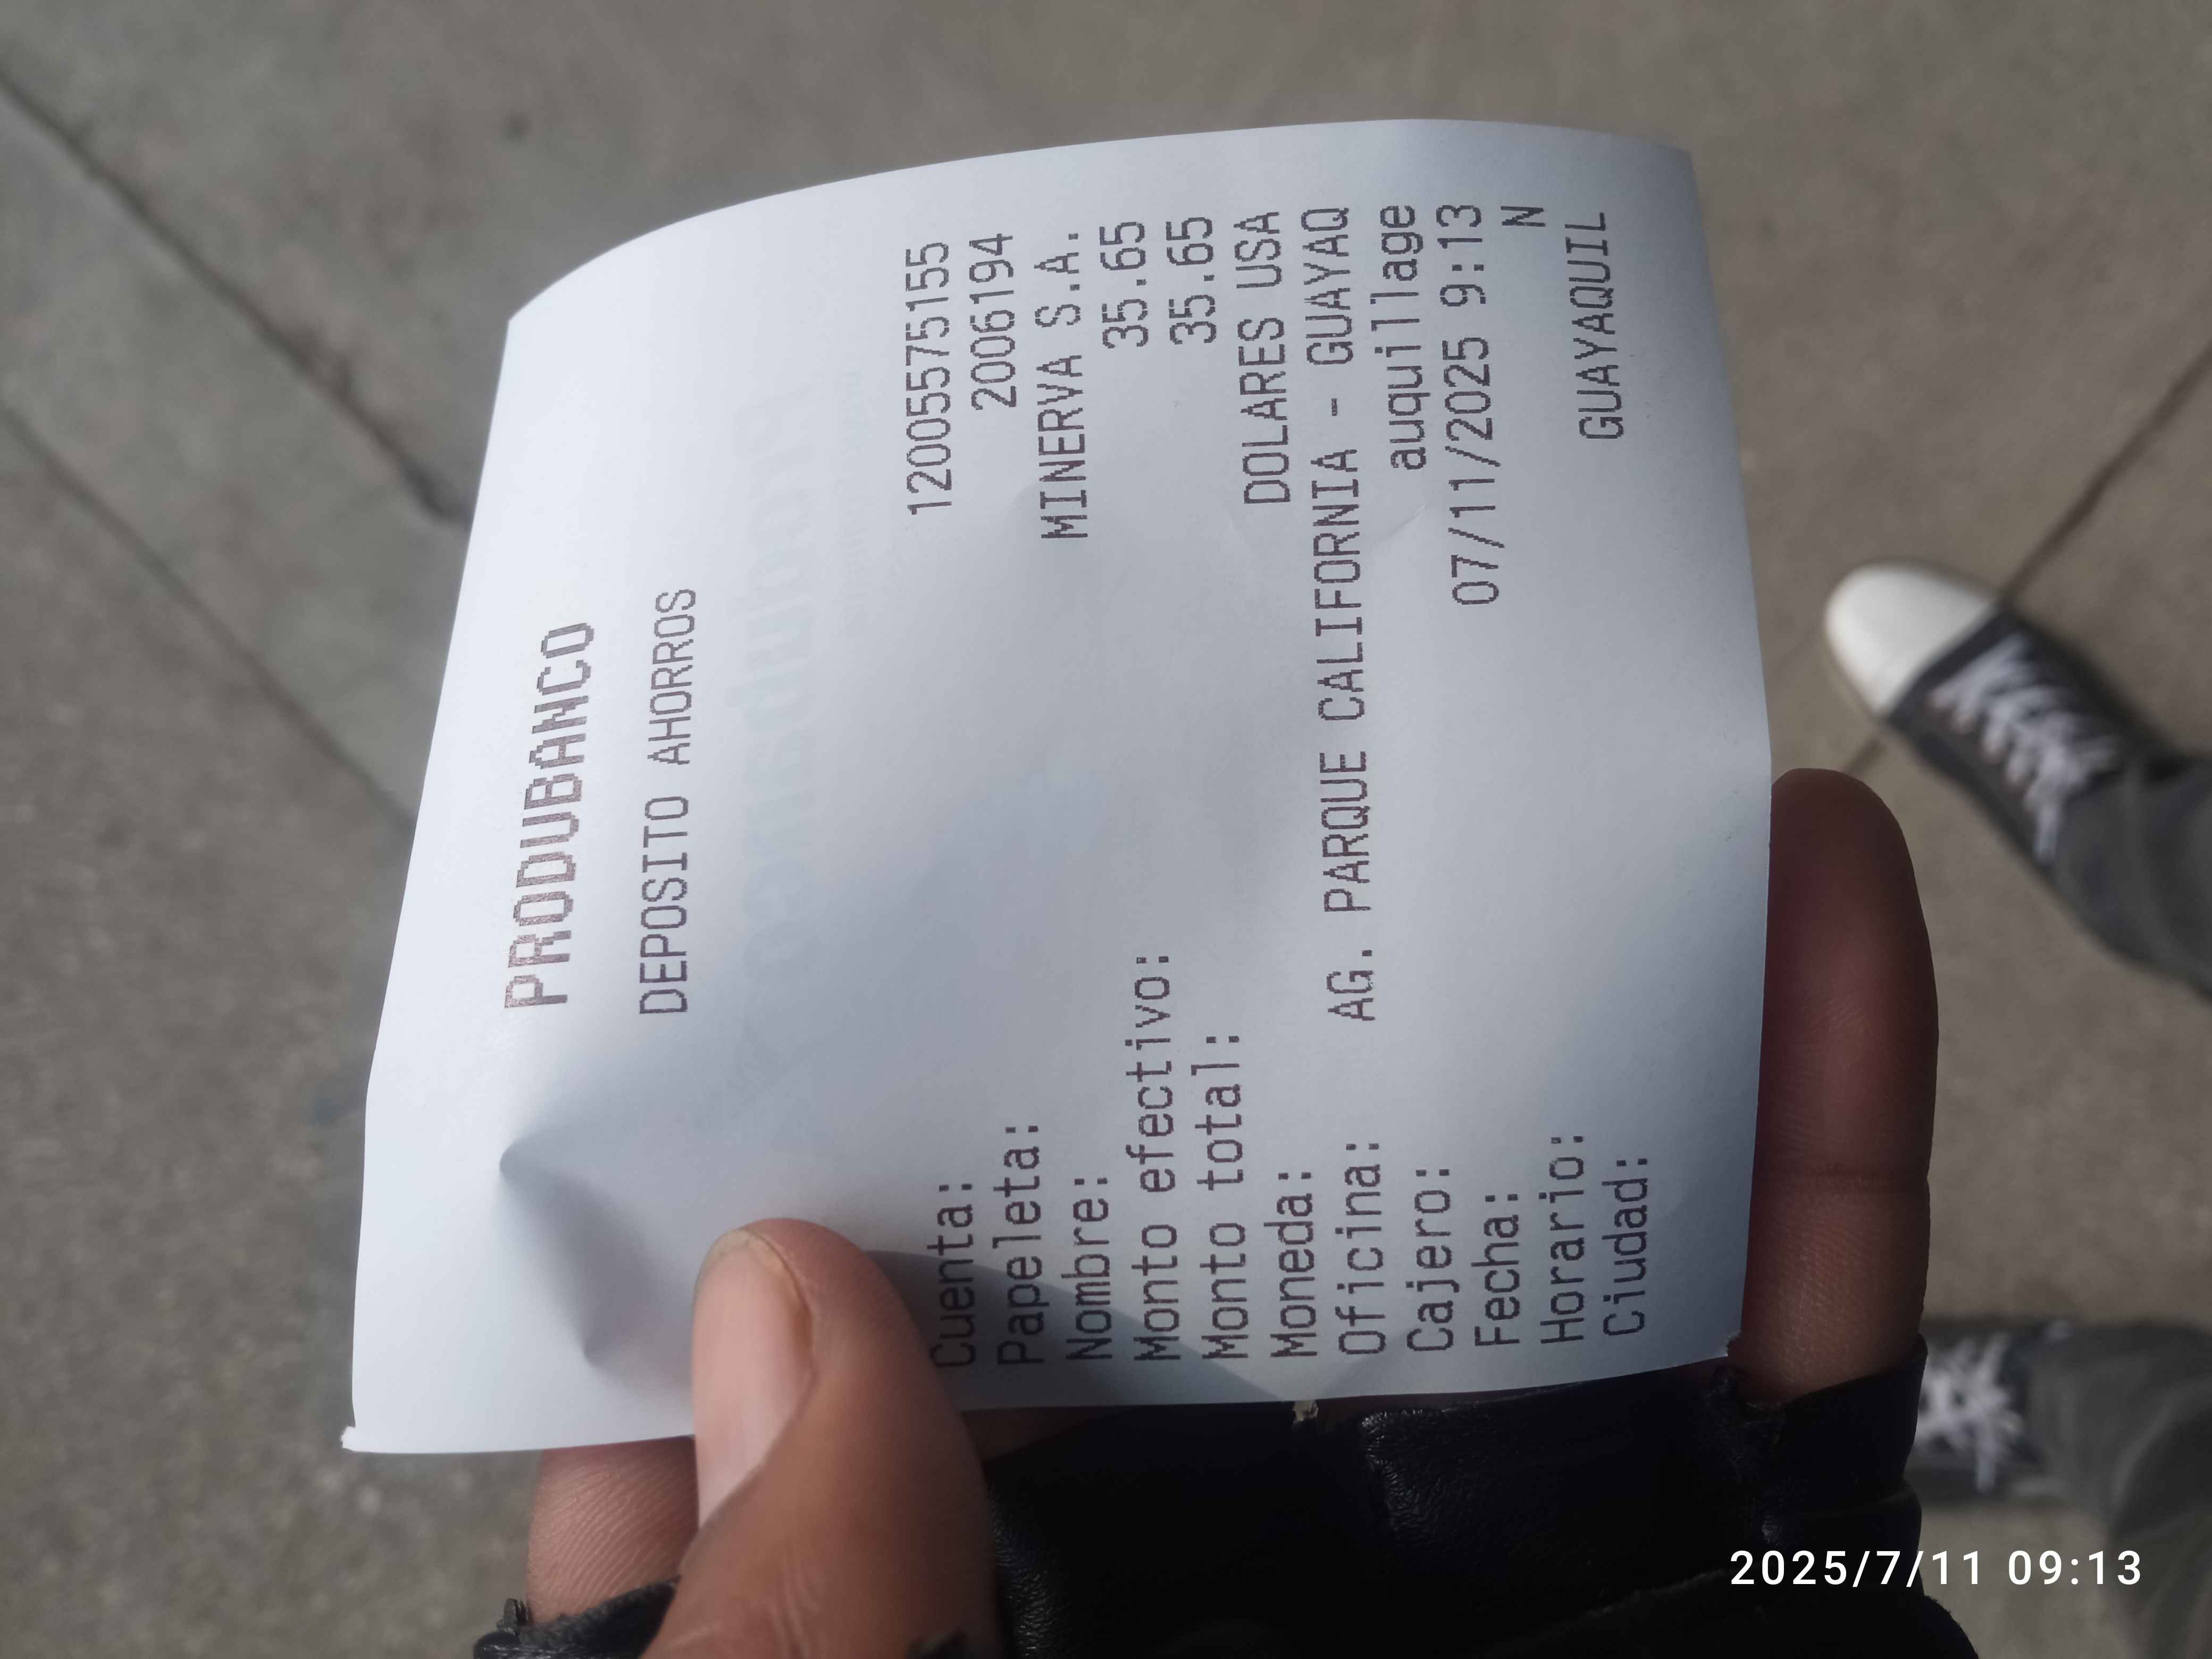 PRODUBANCO
DEPOSITO AHORROS
Cuenta: 12005575155
Papeleta: 2006194
Nombre: MINERVA S.A.
Monto efectivo: 35.65
Monto total: 35.65
Moneda: DOLARES USA
Oficina: AG. PARQUE CALIFORNIA - GUAYAQ
Cajero: auquillage
Fecha: 07/11/2025 9:13
Horario: N
Ciudad: GUAYAQUIL
2025/7/11 09:13